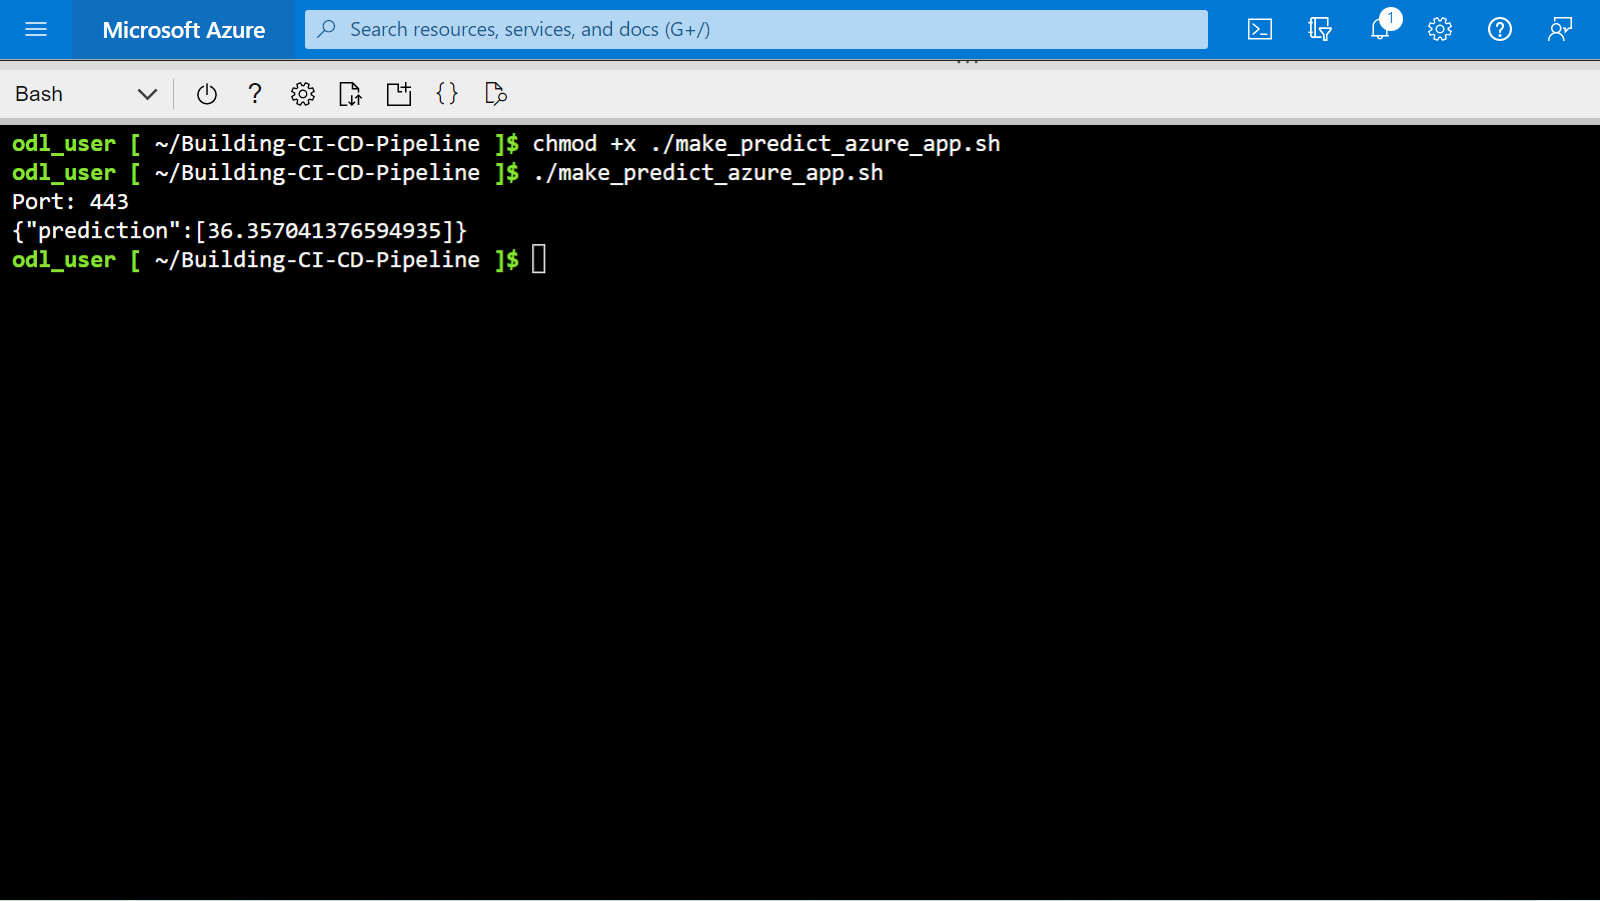 Microsoft Azure
Search resources, services, and docs (G+/)
1
Bash
odl_user [ ~/Building-CI-CD-Pipeline ]$ chmod +x ./make_predict_azure_app.sh
odl_user [ ~/Building-CI-CD-Pipeline ]$ ./make_predict_azure_app.sh
Port: 443
{"prediction":[36.357041376594935]}
odl_user [ ~/Building-CI-CD-Pipeline ]$